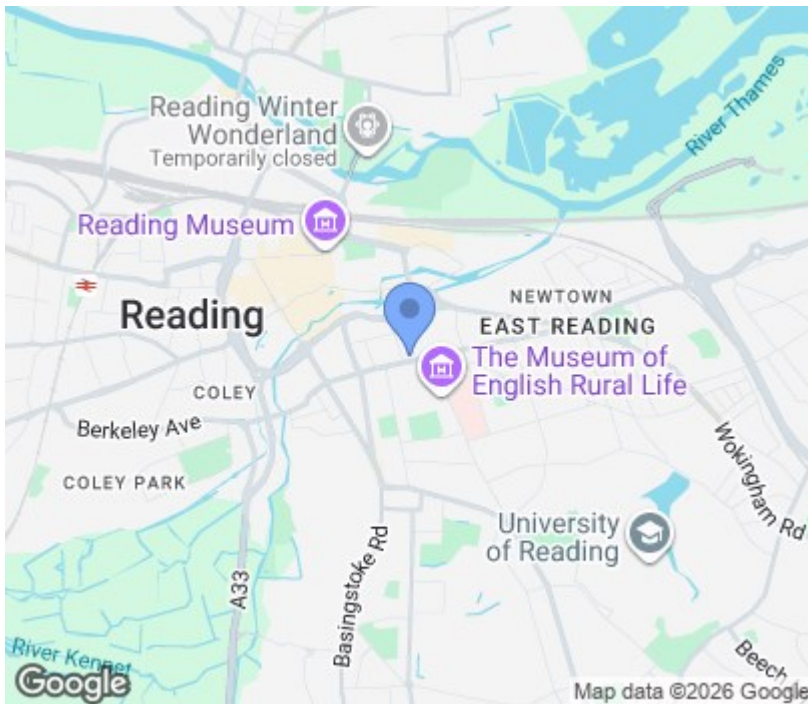 Reading Winter
Wonderland
Temporarily closed
River Thames
Reading Museum
NEWTOWN
Reading
EAST READING
The Museum of
English Rural Life
COLEY
Berkeley Ave
Wokingham Rd
COLEY PARK
University
of Reading
Basingstoke Rd
A33
River Kennet
Beech
Google
Map data ©2026 Google